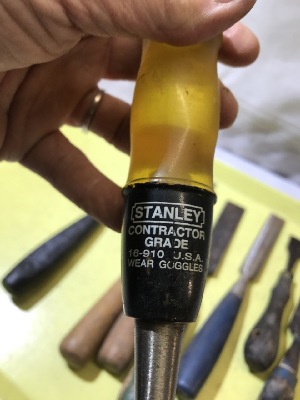 STANLEY
CONTRACTOR
GRADE
16-910 U.S.A.
WEAR GOGGLES